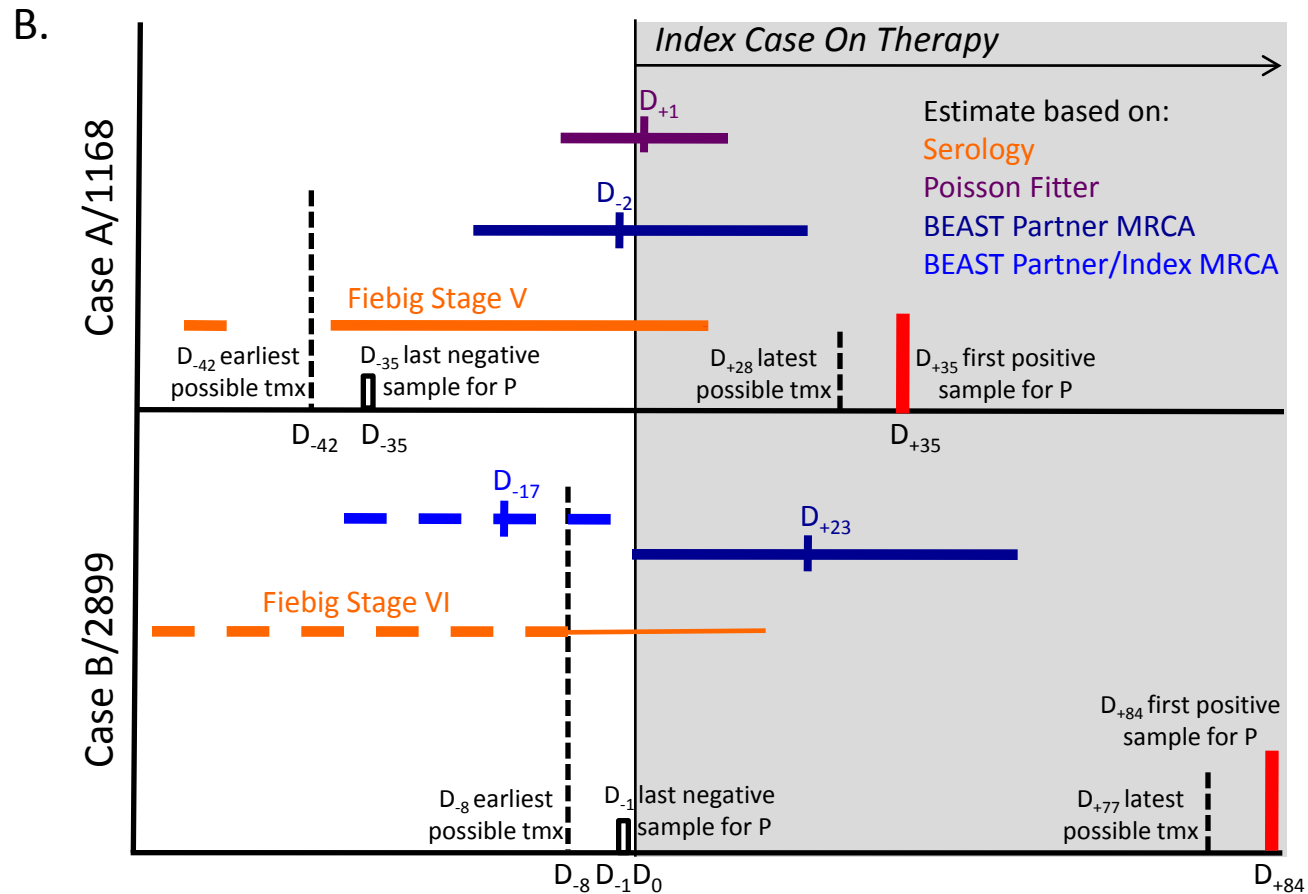 B.
Index Case On Therapy
Case A/1168
D+1
Estimate based on:
Serology
Poisson Fitter
BEAST Partner MRCA
BEAST Partner/Index MRCA
D-2
Fiebig Stage V
D-42 earliest
possible tmx
D-35 last negative
sample for P
D+28 latest
possible tmx
D+35 first positive
sample for P
D-42
D-35
D+35
Case B/2899
D-17
D+23
Fiebig Stage VI
D-8 earliest
possible tmx
D-1 last negative
sample for P
D+77 latest
possible tmx
D+84 first positive
sample for P
D-8 D-1 D0
D+84